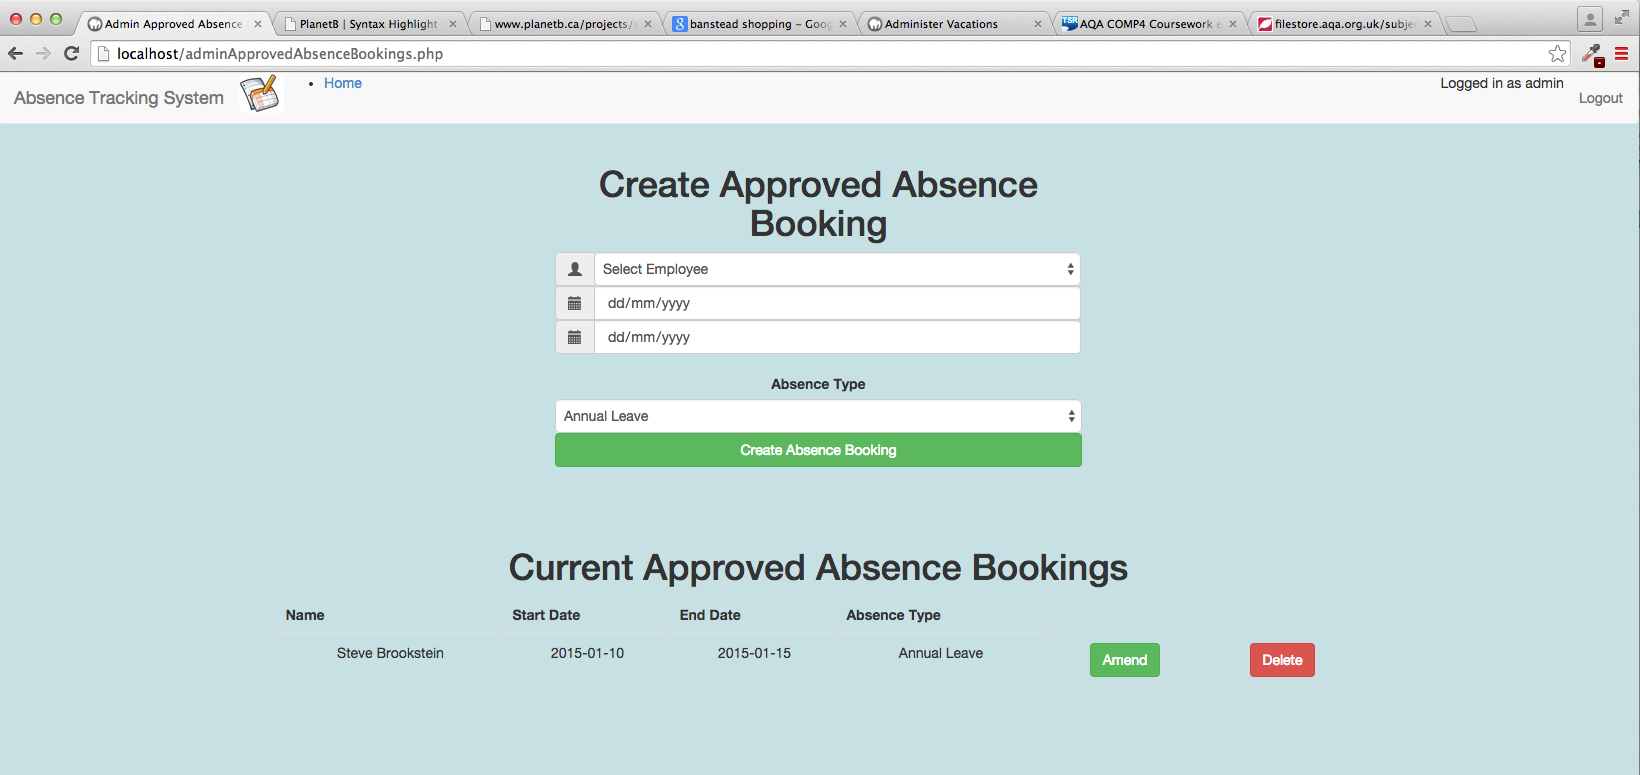 Admin Approved Absence
PlanetB | Syntax Highlight
www.planetb.ca/projects/s
banstead shopping – Goog
Administer Vacations
TSR
AQA COMP4 Coursework e
filestore.aqa.org.uk/subje
localhost/adminApprovedAbsenceBookings.php
Absence Tracking System
• Home
Logged in as admin
Logout
Create Approved Absence
Booking
Select Employee
dd/mm/yyyy
dd/mm/yyyy
Absence Type
Annual Leave
Create Absence Booking
Current Approved Absence Bookings
Name Start Date End Date Absence Type
Steve Brookstein 2015-01-10 2015-01-15 Annual Leave Amend Delete